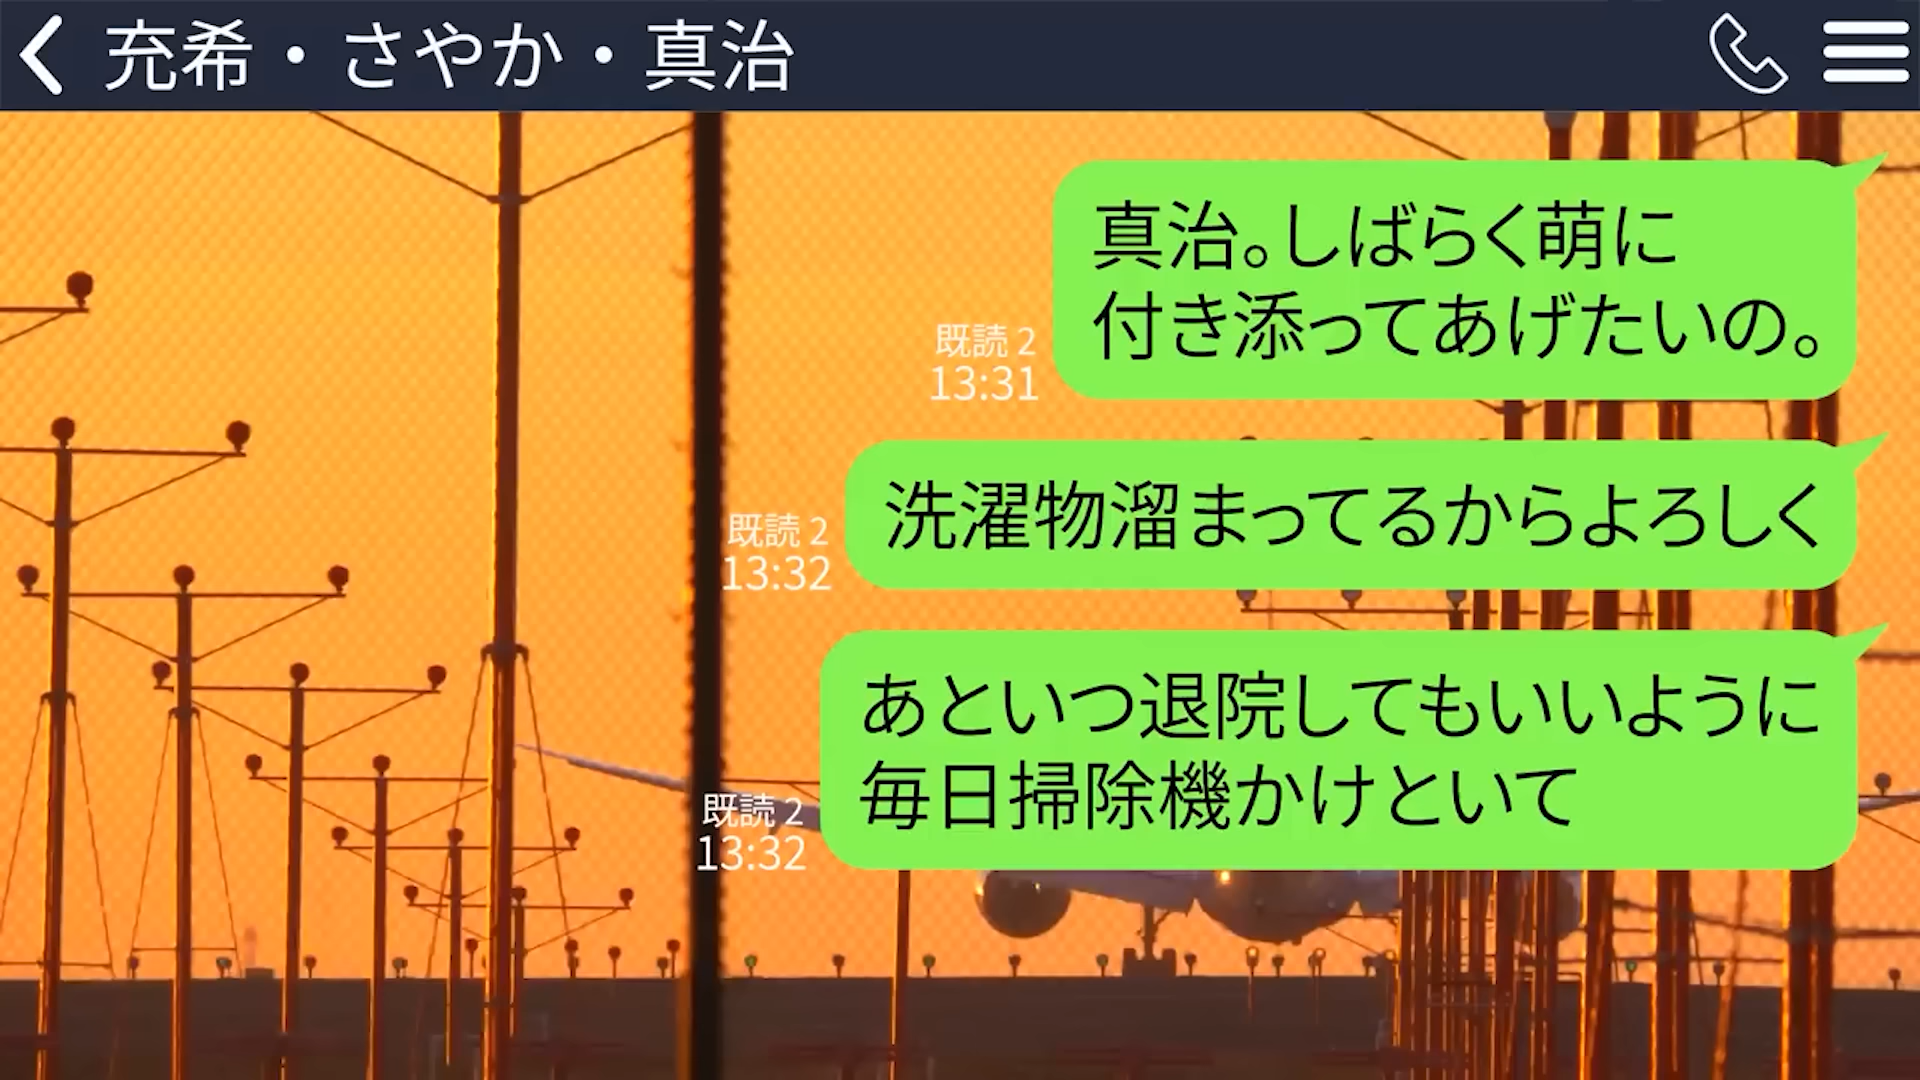 充希・さやか・真治
真治。しばらく萌に
付き添ってあげたいの。
既読 2
13:31
洗濯物溜まってるからよろしく
既読 2
13:32
あといつ退院してもいいように
毎日掃除機かけといて
既読 2
13:32